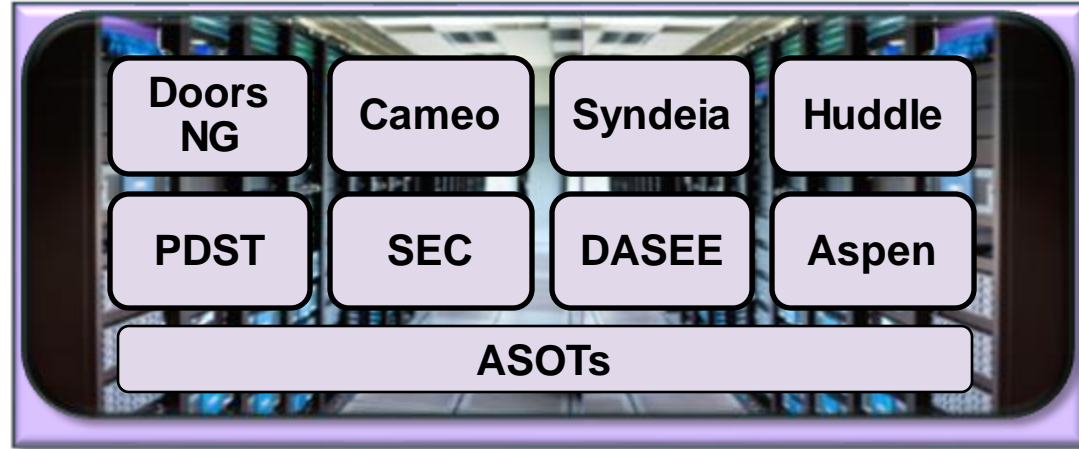 Doors
NG
Cameo
Syndeia
Huddle
PDST
SEC
DASEE
Aspen
ASOTs